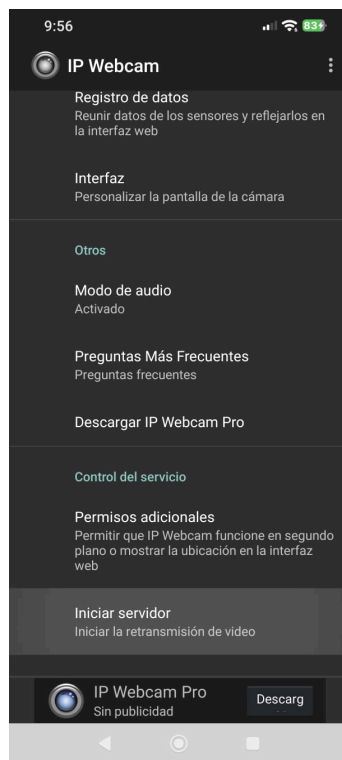 9:56
83
IP Webcam
Registro de datos
Reunir datos de los sensores y reflejarlos en
la interfaz web
Interfaz
Personalizar la pantalla de la cámara
Otros
Modo de audio
Activado
Preguntas Más Frecuentes
Preguntas frecuentes
Descargar IP Webcam Pro
Control del servicio
Permisos adicionales
Permitir que IP Webcam funcione en segundo
plano o mostrar la ubicación en la interfaz
web
Iniciar servidor
Iniciar la retransmisión de video
IP Webcam Pro
Sin publicidad
Descarg